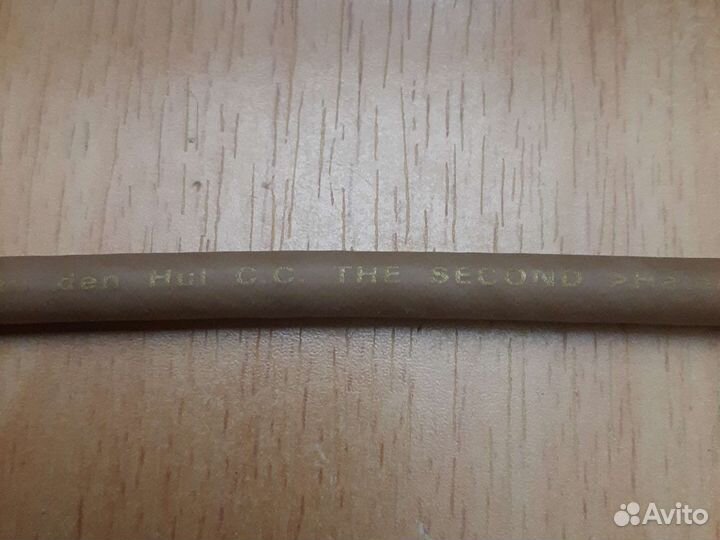 den Hul C.C. THE SECOND >H>
Avito